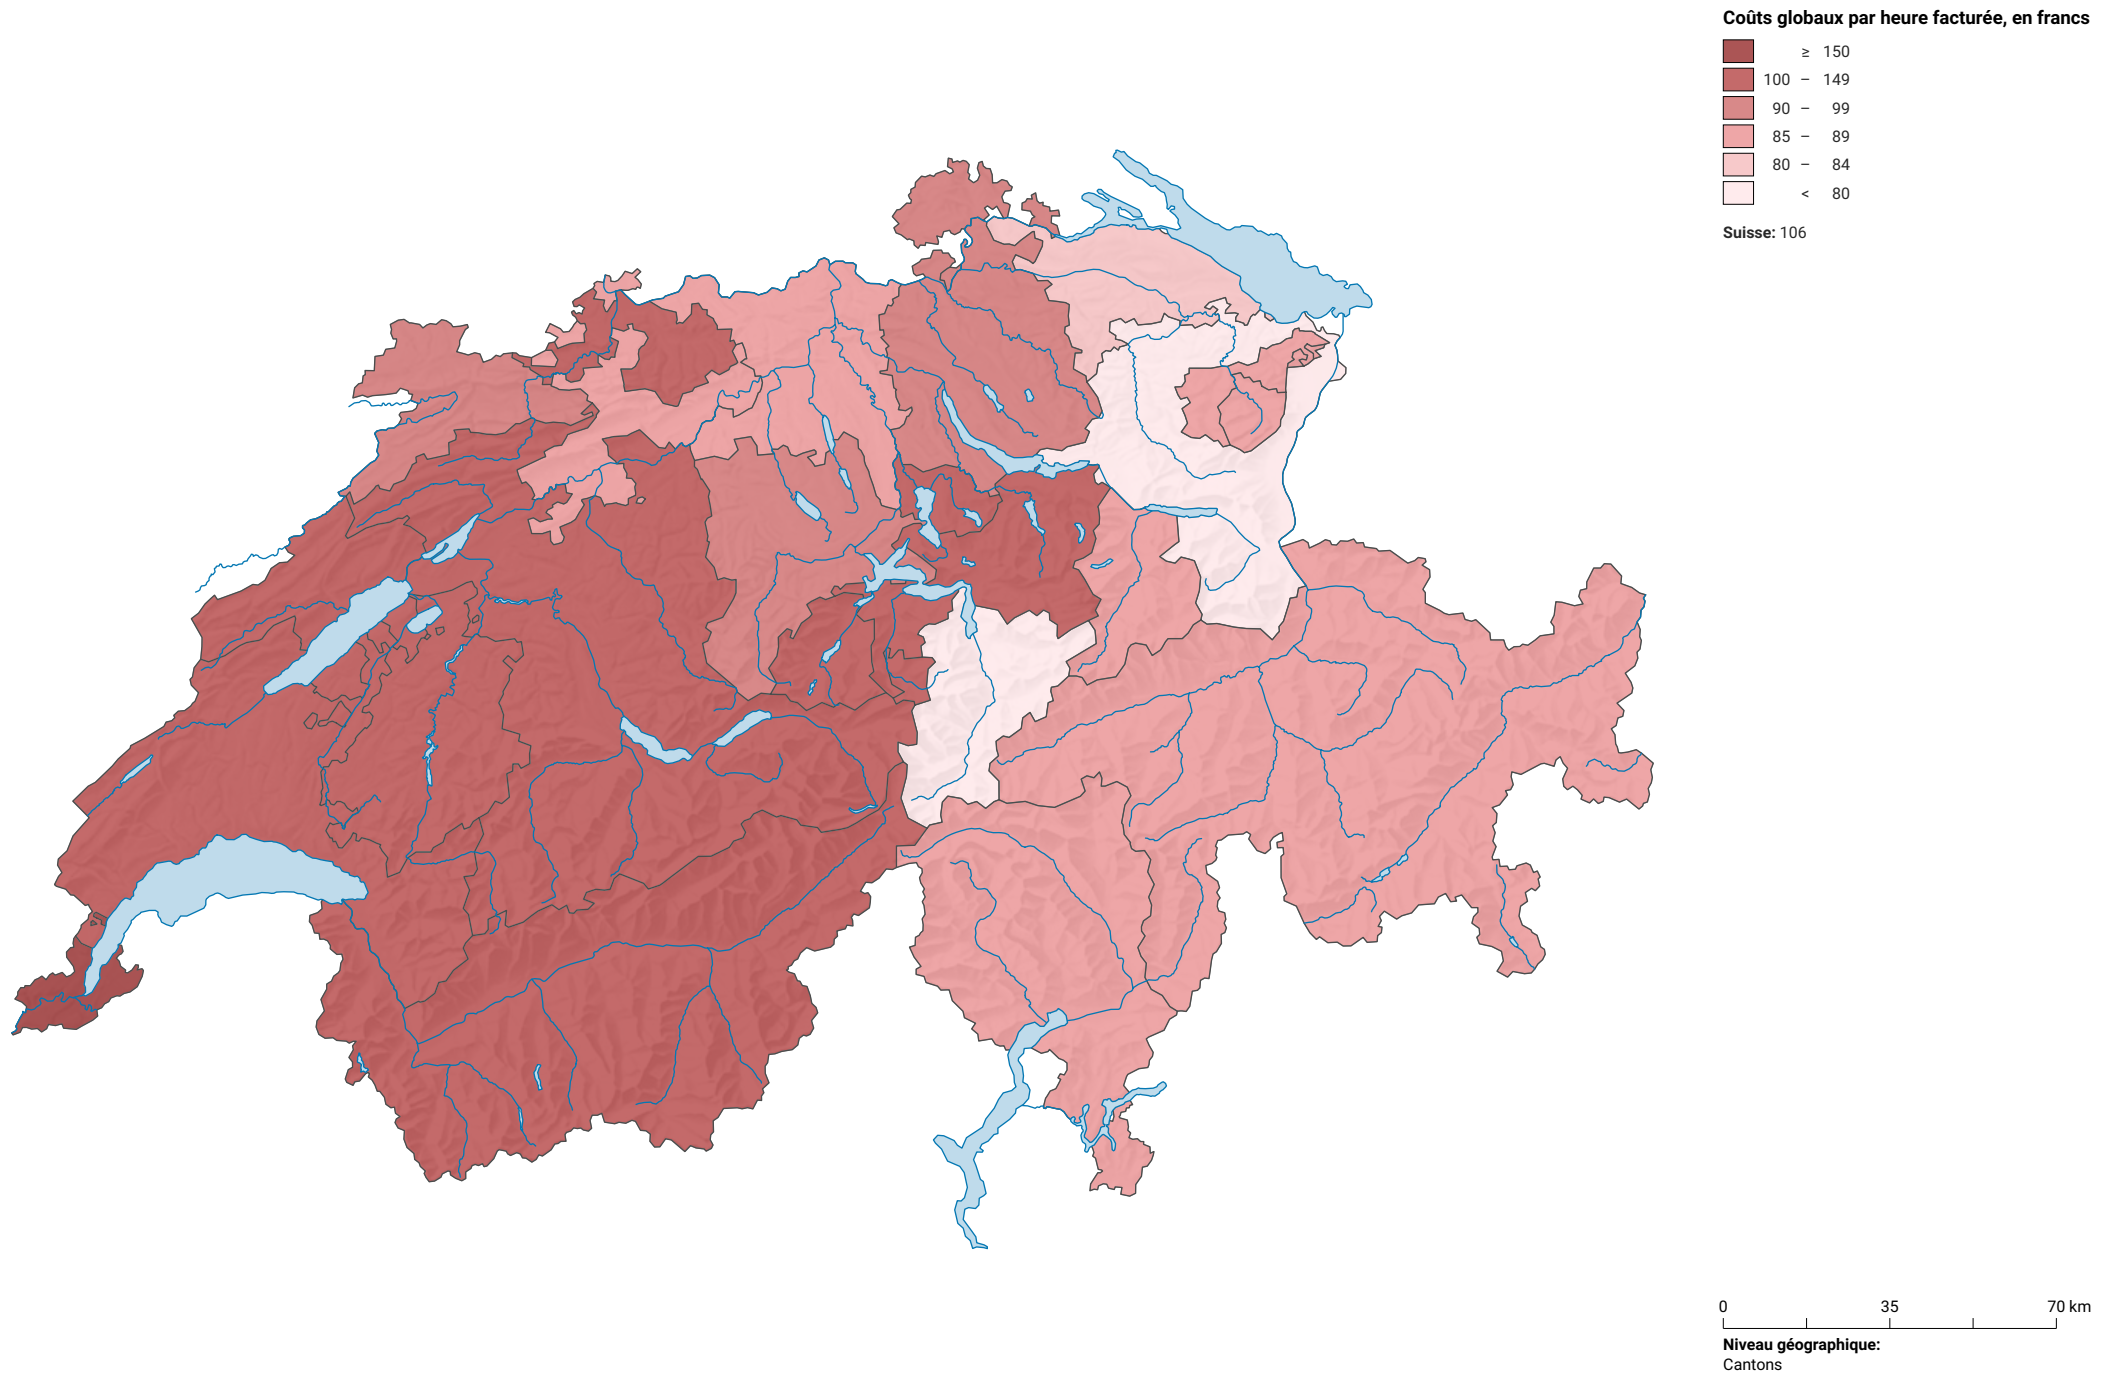 Coûts globaux par heure facturée, en francs
≥ 150
100 – 149
90 – 99
85 – 89
80 – 84
< 80
Suisse: 106
0 35 70 km
Niveau géographique:
Cantons